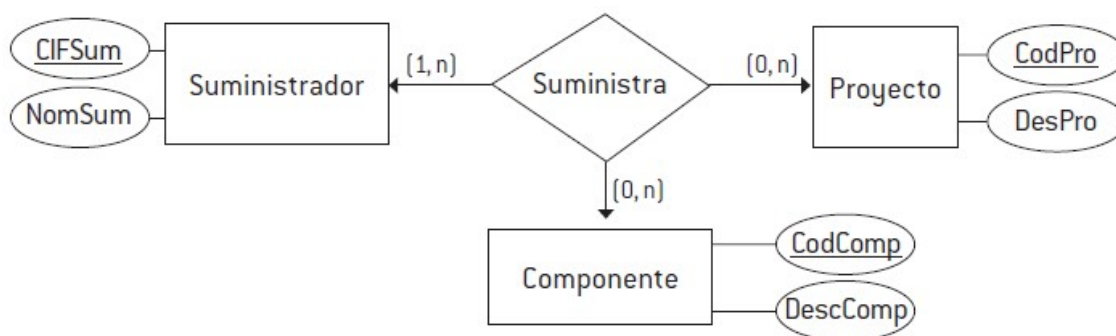 CIFSum
NomSum
Suministrador
(1, n)
Suministra
(0, n)
Proyecto
CodPro
DesPro
(0, n)
Componente
CodComp
DescComp